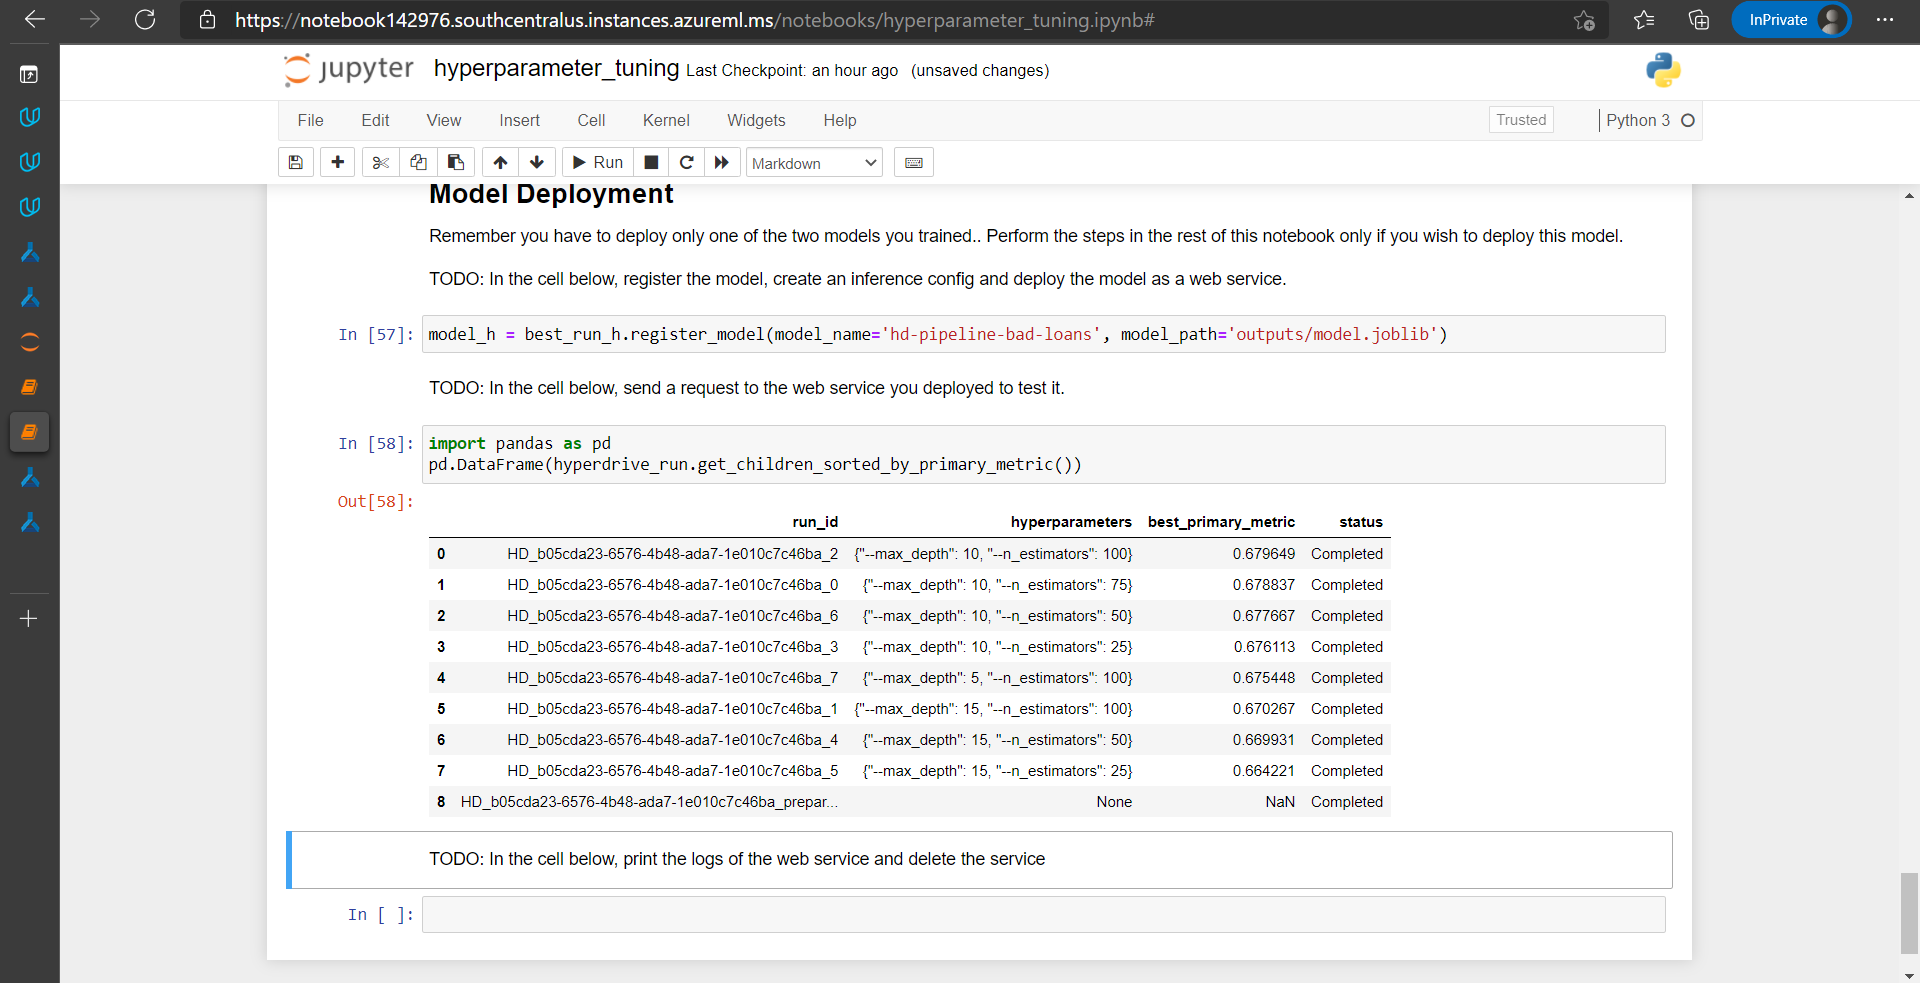 https://notebook142976.southcentralus.instances.azureml.ms/notebooks/hyperparameter_tuning.ipynb#
InPrivate
jupyter hyperparameter_tuning Last Checkpoint: an hour ago (unsaved changes)
File Edit View Insert Cell Kernel Widgets Help Trusted Python 3
Run Markdown
Model Deployment
Remember you have to deploy only one of the two models you trained.. Perform the steps in the rest of this notebook only if you wish to deploy this model.
TODO: In the cell below, register the model, create an inference config and deploy the model as a web service.
In [57]: model_h = best_run_h.register_model(model_name='hd-pipeline-bad-loans', model_path='outputs/model.joblib')
TODO: In the cell below, send a request to the web service you deployed to test it.
In [58]: import pandas as pd
pd.DataFrame(hyperdrive_run.get_children_sorted_by_primary_metric())
Out[58]:
run_id hyperparameters best_primary_metric status
0 HD_b05cda23-6576-4b48-ada7-1e010c7c46ba_2 {"--max_depth": 10, "--n_estimators": 100} 0.679649 Completed
1 HD_b05cda23-6576-4b48-ada7-1e010c7c46ba_0 {"--max_depth": 10, "--n_estimators": 75} 0.678837 Completed
2 HD_b05cda23-6576-4b48-ada7-1e010c7c46ba_6 {"--max_depth": 10, "--n_estimators": 50} 0.677667 Completed
3 HD_b05cda23-6576-4b48-ada7-1e010c7c46ba_3 {"--max_depth": 10, "--n_estimators": 25} 0.676113 Completed
4 HD_b05cda23-6576-4b48-ada7-1e010c7c46ba_7 {"--max_depth": 5, "--n_estimators": 100} 0.675448 Completed
5 HD_b05cda23-6576-4b48-ada7-1e010c7c46ba_1 {"--max_depth": 15, "--n_estimators": 100} 0.670267 Completed
6 HD_b05cda23-6576-4b48-ada7-1e010c7c46ba_4 {"--max_depth": 15, "--n_estimators": 50} 0.669931 Completed
7 HD_b05cda23-6576-4b48-ada7-1e010c7c46ba_5 {"--max_depth": 15, "--n_estimators": 25} 0.664221 Completed
8 HD_b05cda23-6576-4b48-ada7-1e010c7c46ba_prepar... None NaN Completed
TODO: In the cell below, print the logs of the web service and delete the service
In [ ]: